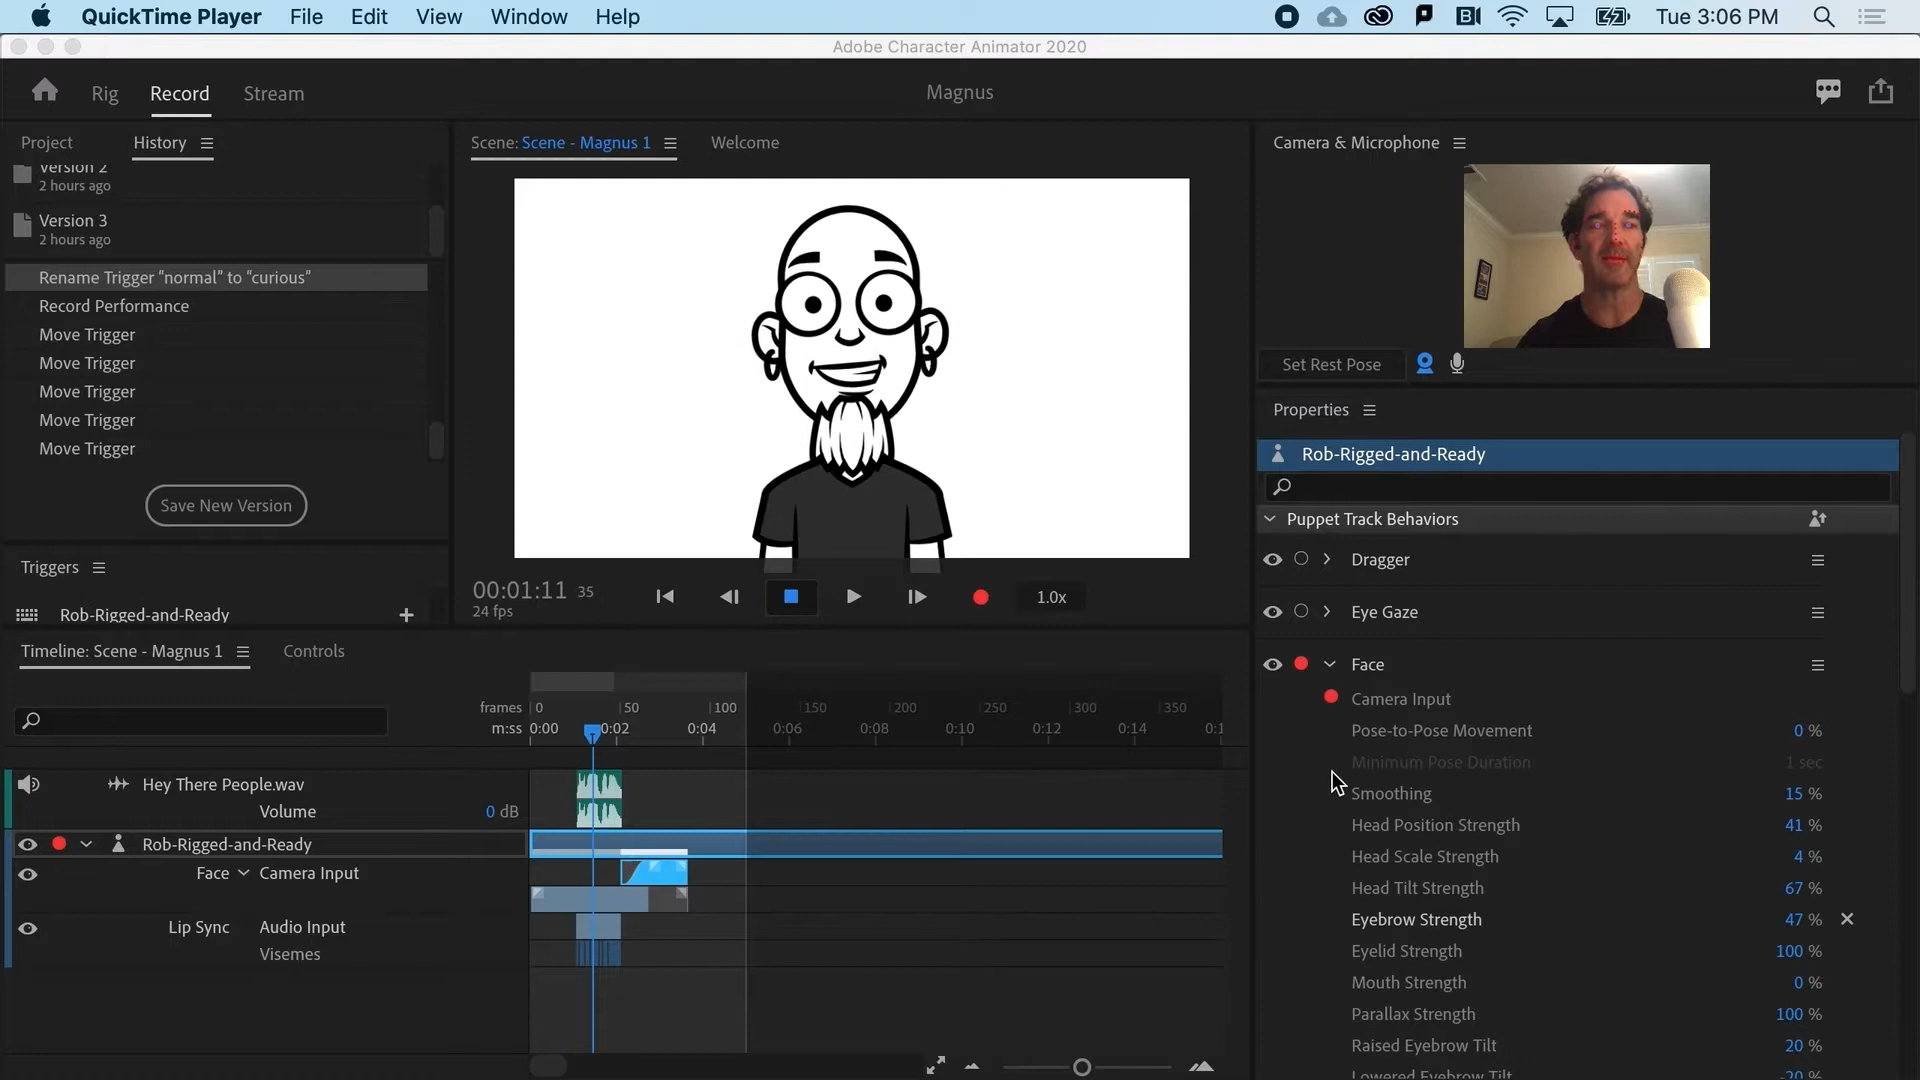 QuickTime Player File Edit View Window Help Tue 3:06 PM
Adobe Character Animator 2020
Rig Record Stream Magnus
Project History
Version 2
2 hours ago
Version 3
2 hours ago
Rename Trigger “normal” to “curious”
Record Performance
Move Trigger
Move Trigger
Move Trigger
Move Trigger
Move Trigger
Save New Version
Triggers
Rob-Rigged-and-Ready
Scene: Scene - Magnus 1 Welcome
00:01:11 35
24 fps
1.0x
Camera & Microphone
Set Rest Pose
Properties
Rob-Rigged-and-Ready
Puppet Track Behaviors
Dragger
Eye Gaze
Face
Camera Input
Pose-to-Pose Movement 0 %
Minimum Pose Duration 1 sec
Smoothing 15 %
Head Position Strength 41 %
Head Scale Strength 4 %
Head Tilt Strength 67 %
Eyebrow Strength 47 %
Eyelid Strength 100 %
Mouth Strength 0 %
Parallax Strength 100 %
Raised Eyebrow Tilt 20 %
Lowered Eyebrow Tilt -20 %
Timeline: Scene - Magnus 1 Controls
frames 0 50 100 150 200 250 300 350
m:ss 0:00 0:02 0:04 0:06 0:08 0:10 0:12 0:14 0:1
Hey There People.wav
Volume 0 dB
Rob-Rigged-and-Ready
Face Camera Input
Lip Sync Audio Input
Visemes